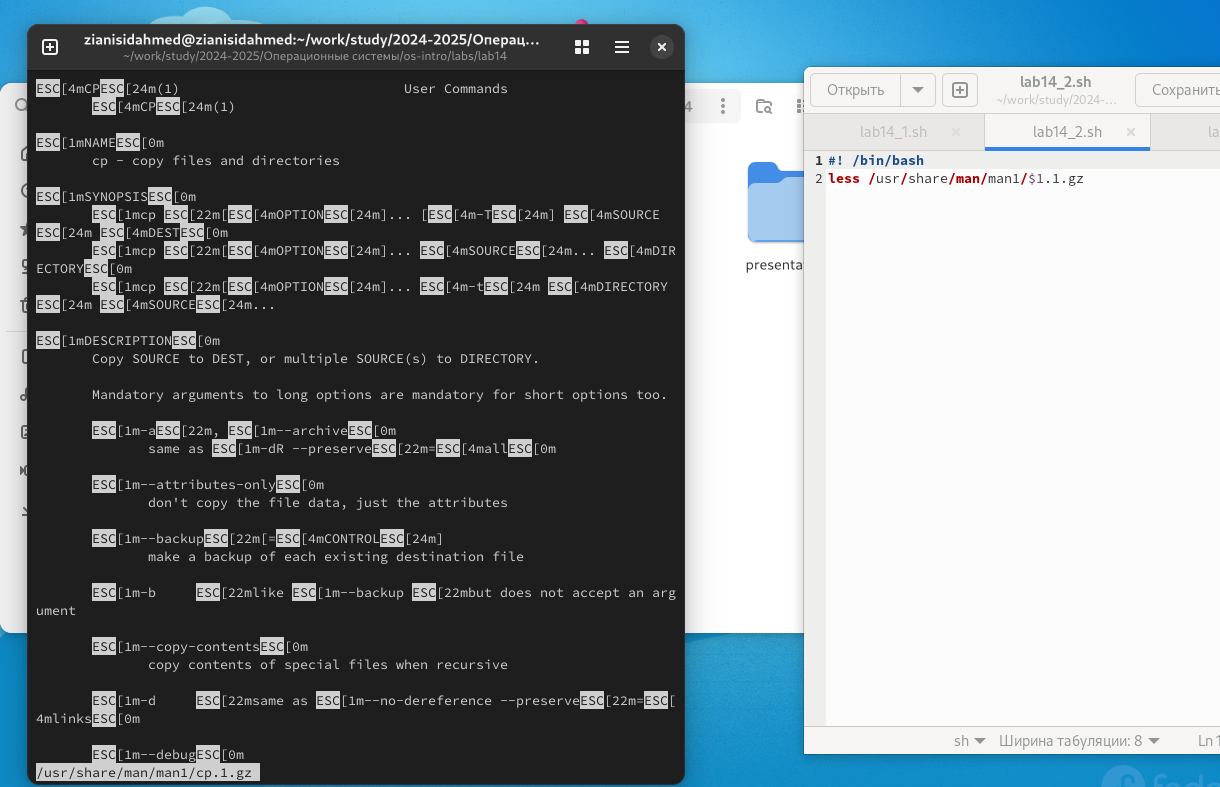 zianisidahmed@zianisidahmed:~/work/study/2024-2025/Операц...
~/work/study/2024-2025/Операционные системы/os-intro/labs/lab14
ESC[4mCPESC[24m(1)                            User Commands
       ESC[4mCPESC[24m(1)
ESC[1mNAMEESC[0m
       cp - copy files and directories
ESC[1mSYNOPSISESC[0m
       ESC[1mcp ESC[22m[ESC[4mOPTIONESC[24m]... [ESC[4m-TESC[24m] ESC[4mSOURCE
ESC[24m ESC[4mDESTESC[0m
       ESC[1mcp ESC[22m[ESC[4mOPTIONESC[24m]... ESC[4mSOURCEESC[24m... ESC[4mDIR
ECTORYESC[0m
       ESC[1mcp ESC[22m[ESC[4mOPTIONESC[24m]... ESC[4m-tESC[24m ESC[4mDIRECTORY
ESC[24m ESC[4mSOURCEESC[24m...
ESC[1mDESCRIPTIONESC[0m
       Copy SOURCE to DEST, or multiple SOURCE(s) to DIRECTORY.
       Mandatory arguments to long options are mandatory for short options too.
       ESC[1m-aESC[22m, ESC[1m--archiveESC[0m
              same as ESC[1m-dR --preserveESC[22m=ESC[4mallESC[0m
       ESC[1m--attributes-onlyESC[0m
              don't copy the file data, just the attributes
       ESC[1m--backupESC[22m[=ESC[4mCONTROLESC[24m]
              make a backup of each existing destination file
       ESC[1m-b     ESC[22mlike ESC[1m--backup ESC[22mbut does not accept an arg
ument
       ESC[1m--copy-contentsESC[0m
              copy contents of special files when recursive
       ESC[1m-d     ESC[22msame as ESC[1m--no-dereference --preserveESC[22m=ESC[
4mlinksESC[0m
       ESC[1m--debugESC[0m
/usr/share/man/man1/cp.1.gz
4
presenta
Открыть
lab14_2.sh
~/work/study/2024-...
Сохранить
lab14_1.sh
lab14_2.sh
la
1 #! /bin/bash
2 less /usr/share/man/man1/$1.1.gz
sh
Ширина табуляции: 8
Ln 1